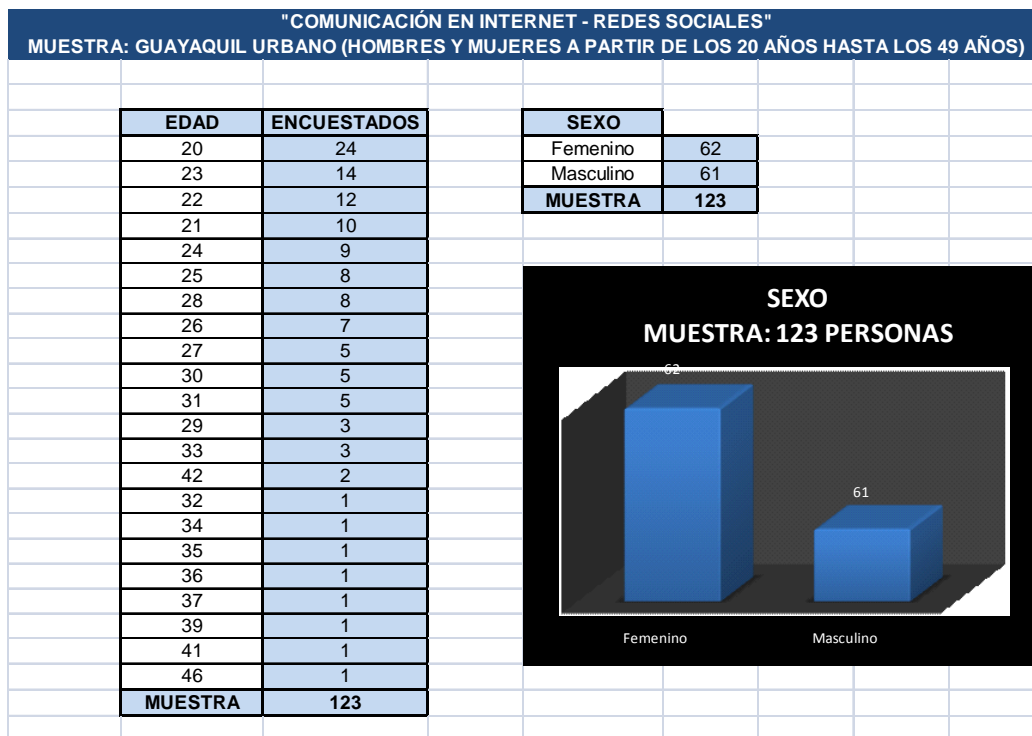 "COMUNICACIÓN EN INTERNET - REDES SOCIALES"
MUESTRA: GUAYAQUIL URBANO (HOMBRES Y MUJERES A PARTIR DE LOS 20 AÑOS HASTA LOS 49 AÑOS)
EDAD ENCUESTADOS
20 24
23 14
22 12
21 10
24 9
25 8
28 8
26 7
27 5
30 5
31 5
29 3
33 3
42 2
32 1
34 1
35 1
36 1
37 1
39 1
41 1
46 1
MUESTRA 123
SEXO
Femenino 62
Masculino 61
MUESTRA 123
SEXO
MUESTRA: 123 PERSONAS
62
61
Femenino Masculino